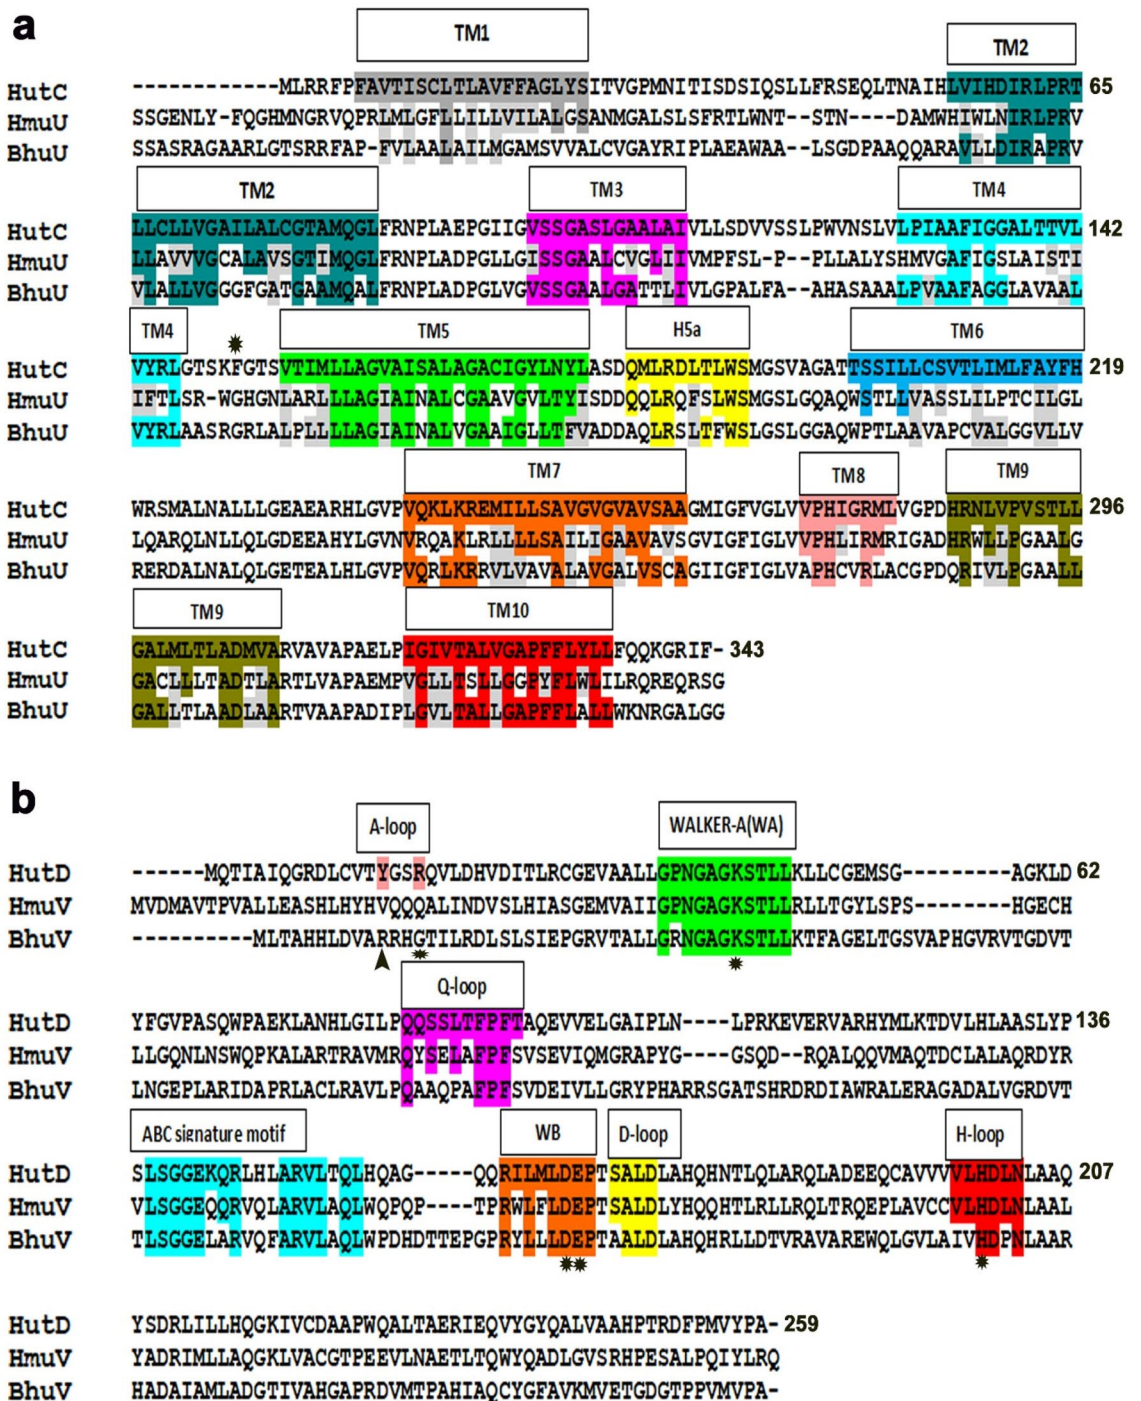 a
TM1
TM2
HutC -------------MLRRFPFAVTISCLTLAVFFAGLYSITVGPMNITISDSIQSLLFRSEQLTNAIHLVIHDIRLPRT 65
HmuU SSGENLY-FQGHMNGRVQPRLMLGFLLILLVILALGSANMGALSLSFRTLWNT--STN----DAMWHIWLNIRLPRV
BhuU SSASRAGAARLGTSRRFAP-FVLAALAILMGAMSVVALCVGAYRIPLAEAWAA--LSGDPAAQQARAVLLDIRAPRV
TM2 TM3 TM4
HutC LLCLLVGAILALCGTAMQGLFRNPLAEPGIIGVSSGASLGAALAIVLLSDVVSSLPWVNSLVLPIAAFIGGALTTVL 142
HmuU LLAVVVGCALAVSGTIMQGLFRNPLADPGLLGISSGAALCVGLIIVMPFSL-P--PLLALYSHMVGAFIGSLAISTI
BhuU VLALLVGGGFGATGAAMQALFRNPLADPGLVGVSSGAALGATTLIVLGPALFA--AHASAAALPVAAFAGGLAVAAL
TM4 TM5 H5a TM6
HutC VYRLGTSKFGTSVTIMLLAGVAISALAGACIGYLNYLASDQMLRDLTLWSMGSVAGATTSSILLCSVTLIMLFAYFH 219
HmuU IFTLSR-WGHGNLARLLLAGIAINALCGAAVGVLTYISDDQQLRQFSLWSMGSLGQAQWSTLLVASSLILPTCILGL
BhuU VYRLAASRGRLALPLLLLAGIAINALVGAAIGLLTFVADDAQLRSLTFWSLGSLGGAQWPTLAAVAPCVALGGVLLV
TM7 TM8 TM9
HutC WRSMALNALLLGEAEARHLGVPVQKLKREMILLSAVGVGVAVSAAGMIGFVGLVVPHIGRMLVGPDHRNLVPVSTLL 296
HmuU LQARQLNLLQLGDEEAHYLGVNVRQAKLRLLLLSAILIGAAVAVSGVIGFIGLVVPHLIRMRIGADHRWLLPGAALG
BhuU RERDALNALQLGETEALHLGVPVQRLKRRVLVAVALAVGALVSCAGIIGFIGLVAPHCVRLACGPDQRIVLPGAALL
TM9 TM10
HutC GALMLTLADMVARVAVAPAELPIGIVTALVGAPFFLYLLFQQKGRIF- 343
HmuU GACLLLTADTLARTLVAPAEMPVGLLTSLLGGPYFLWLILRQREQRSG
BhuU GALLTLAADLAARTVAAPADIPLGVLTALLGAPFFLALLWKNRGALGG
b
A-loop WALKER-A(WA)
HutD ------MQTIAIQGRDLCVTYGSRQVLDHVDITLRCGEVAALLGPNGAGKSTLLKLLCGEMSG---------AGKLD 62
HmuV MVDMAVTPVALLEASHLHYHVQQQALINDVSLHIASGEMVAIIGPNGAGKSTLLRLLTGYLSPS--------HGECH
BhuV ----------MLTAHHLDVARRHGTILRDLSLSIEPGRVTALLGRNGAGKSTLLKTFAGELTGSVAPHGVRVTGDVT
Q-loop
HutD YFGVPASQWPAEKLANHLGILPQQSSLTFPFTAQEVVELGAIPLN----LPRKEVERVARHYMLKTDVLHLAASLYP 136
HmuV LLGQNLNSWQPKALARTRAVMRQYSELAFPFSVSEVIQMGRAPYG----GSQD--RQALQQVMAQTDCLALAQRDYR
BhuV LNGEPLARIDAPRLACLRAVLPQAAQPAFPFSVDEIVLLGRYPHARRSGATSHRDRDIAWRALERAGADALVGRDVT
ABC signature motif WB D-loop H-loop
HutD SLSGGEKQRLHLARVLTQLHQAG-----QQRILMLDEPTSALDLAHQHNTLQLARQLADEEQCAVVVVLHDLNLAAQ 207
HmuV VLSGGEQQRVQLARVLAQLWQPQP----TPRWLFLDEPTSALDLYHQQHTLRLLRQLTRQEPLAVCCVLHDLNLAAL
BhuV TLSGGELARVQFARVLAQLWPDHDTTEPGPRYLLLDEPTAALDLAHQHRLLDTVRAVAREWQLGVLAIVHDPNLAAR
HutD YSDRLILLHQGKIVCDAAPWQALTAERIEQVYGYQALVAAHPTRDFPMVYPA- 259
HmuV YADRIMLLAQGKLVACGTPEEVLNAETLTQWYQADLGVSRHPESALPQIYLRQ
BhuV HADAIAMLADGTIVAHGAPRDVMTPAHIAQCYGFAVKMVETGDGTPPVMVPA-